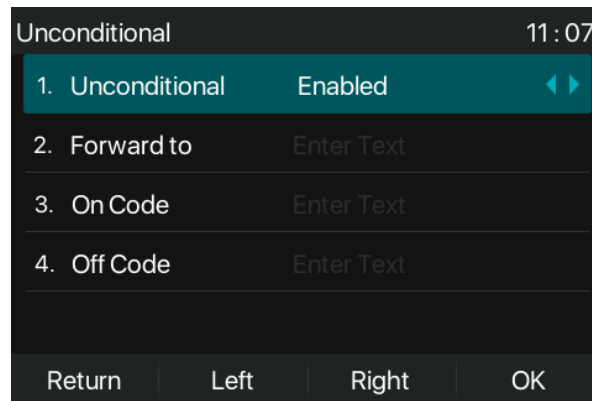 Unconditional 11:07
1. Unconditional Enabled
2. Forward to Enter Text
3. On Code Enter Text
4. Off Code Enter Text
Return Left Right OK